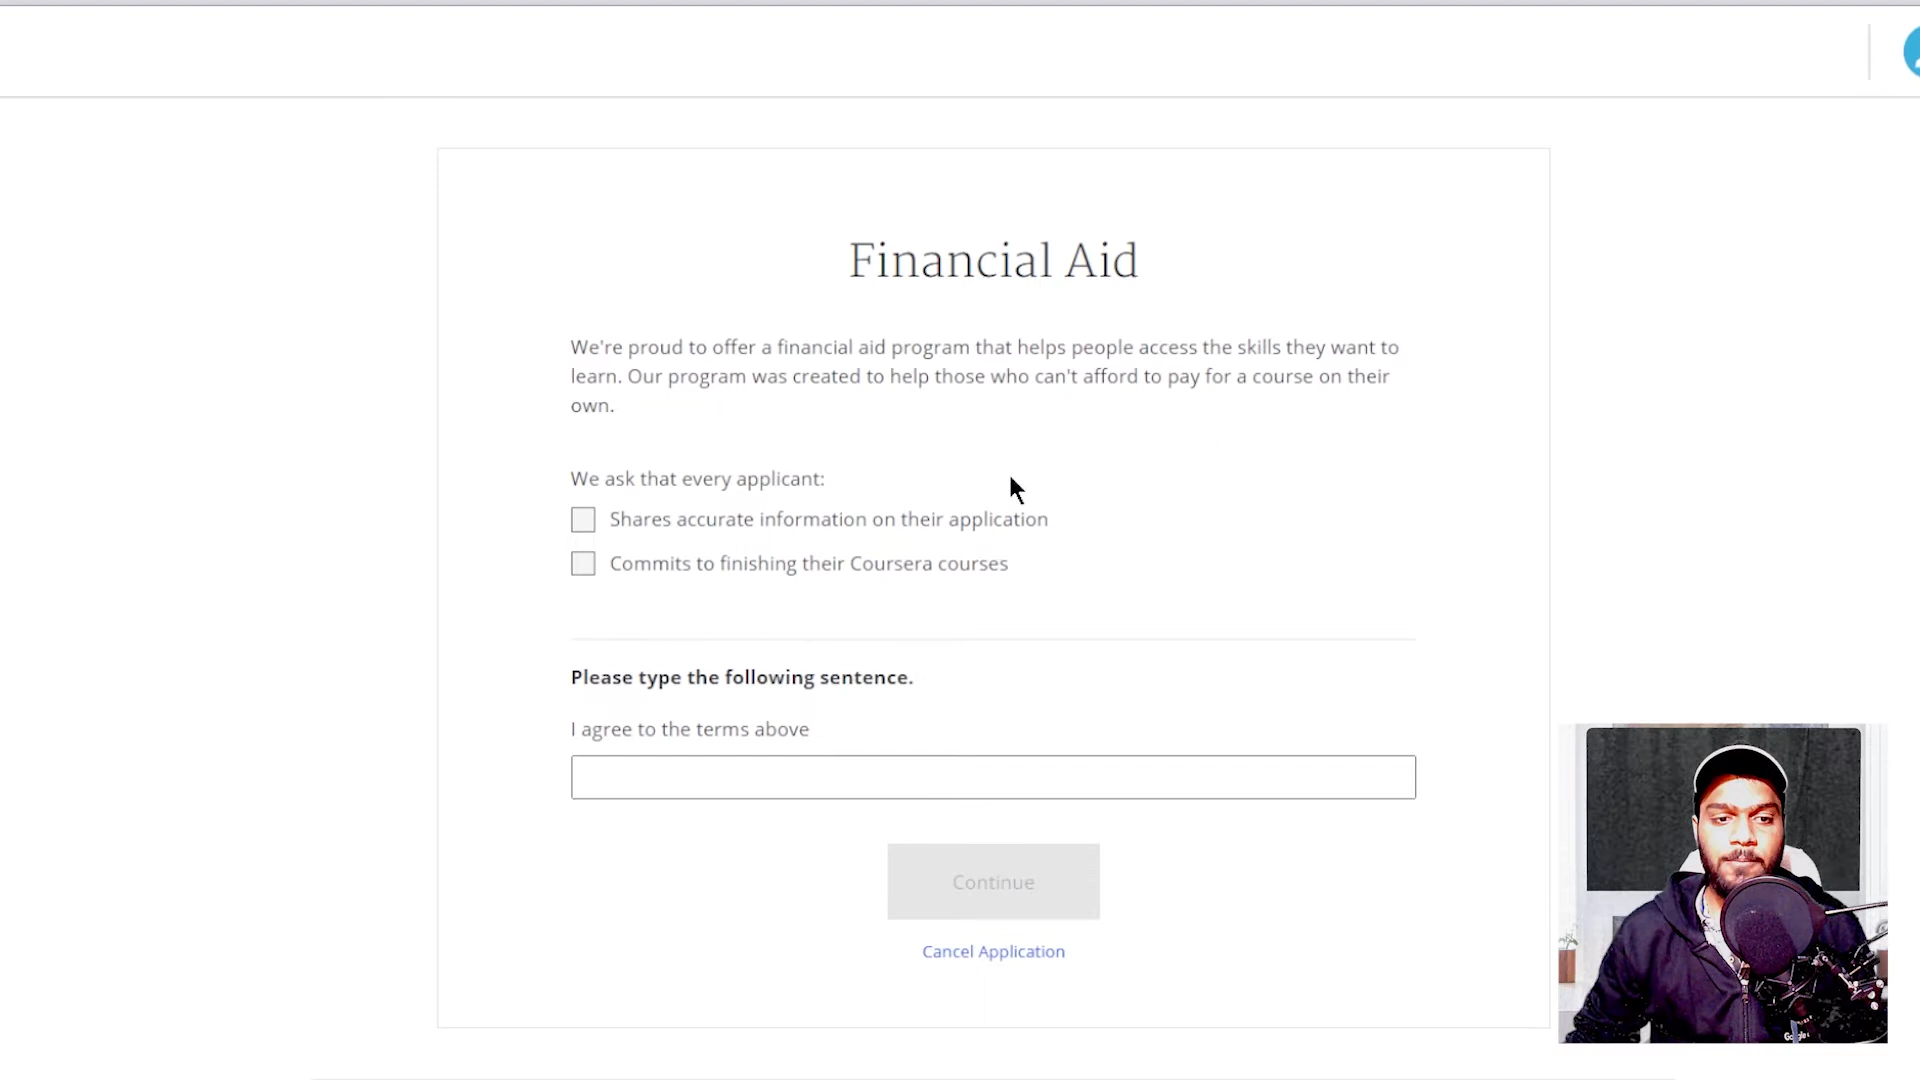 Financial Aid
We're proud to offer a financial aid program that helps people access the skills they want to
learn. Our program was created to help those who can't afford to pay for a course on their
own.
We ask that every applicant:
Shares accurate information on their application
Commits to finishing their Coursera courses
Please type the following sentence.
I agree to the terms above
Continue
Cancel Application
Google